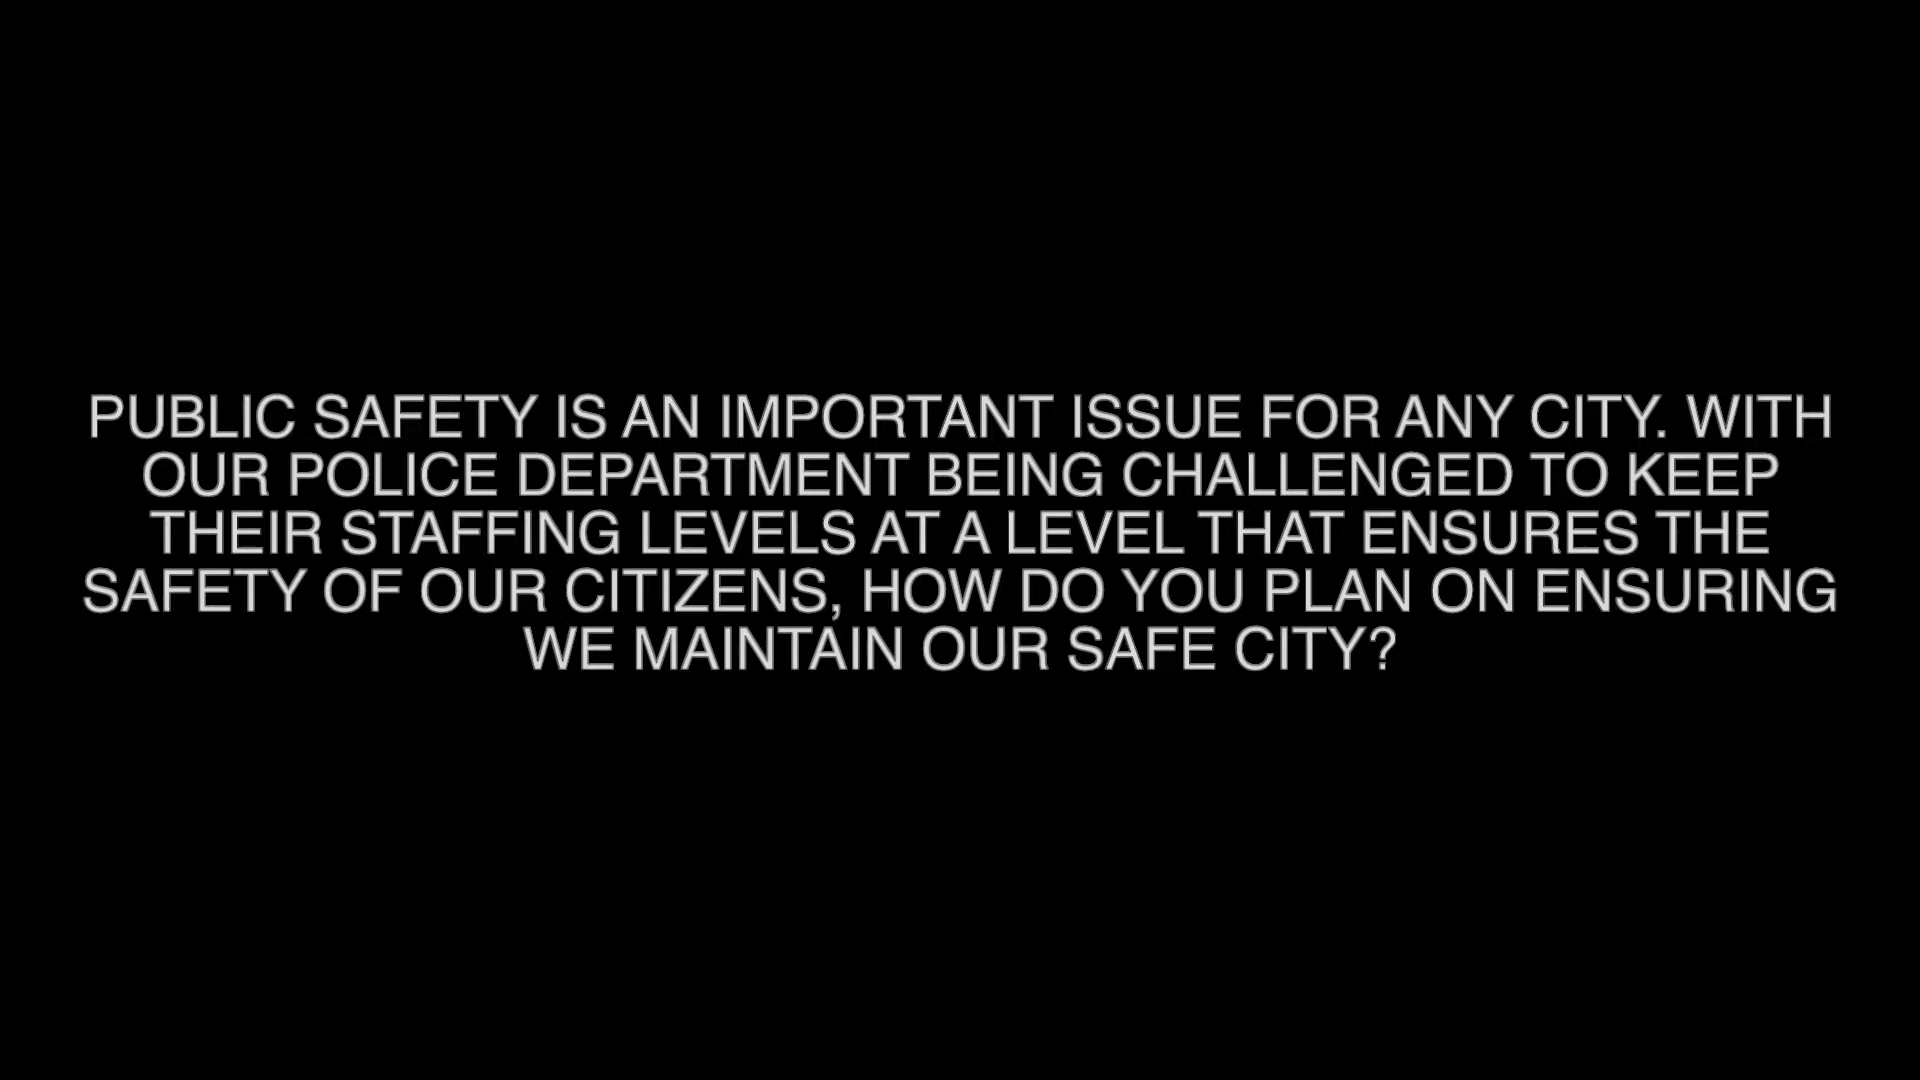 PUBLIC SAFETY IS AN IMPORTANT ISSUE FOR ANY CITY. WITH
OUR POLICE DEPARTMENT BEING CHALLENGED TO KEEP
THEIR STAFFING LEVELS AT A LEVEL THAT ENSURES THE
SAFETY OF OUR CITIZENS, HOW DO YOU PLAN ON ENSURING
WE MAINTAIN OUR SAFE CITY?